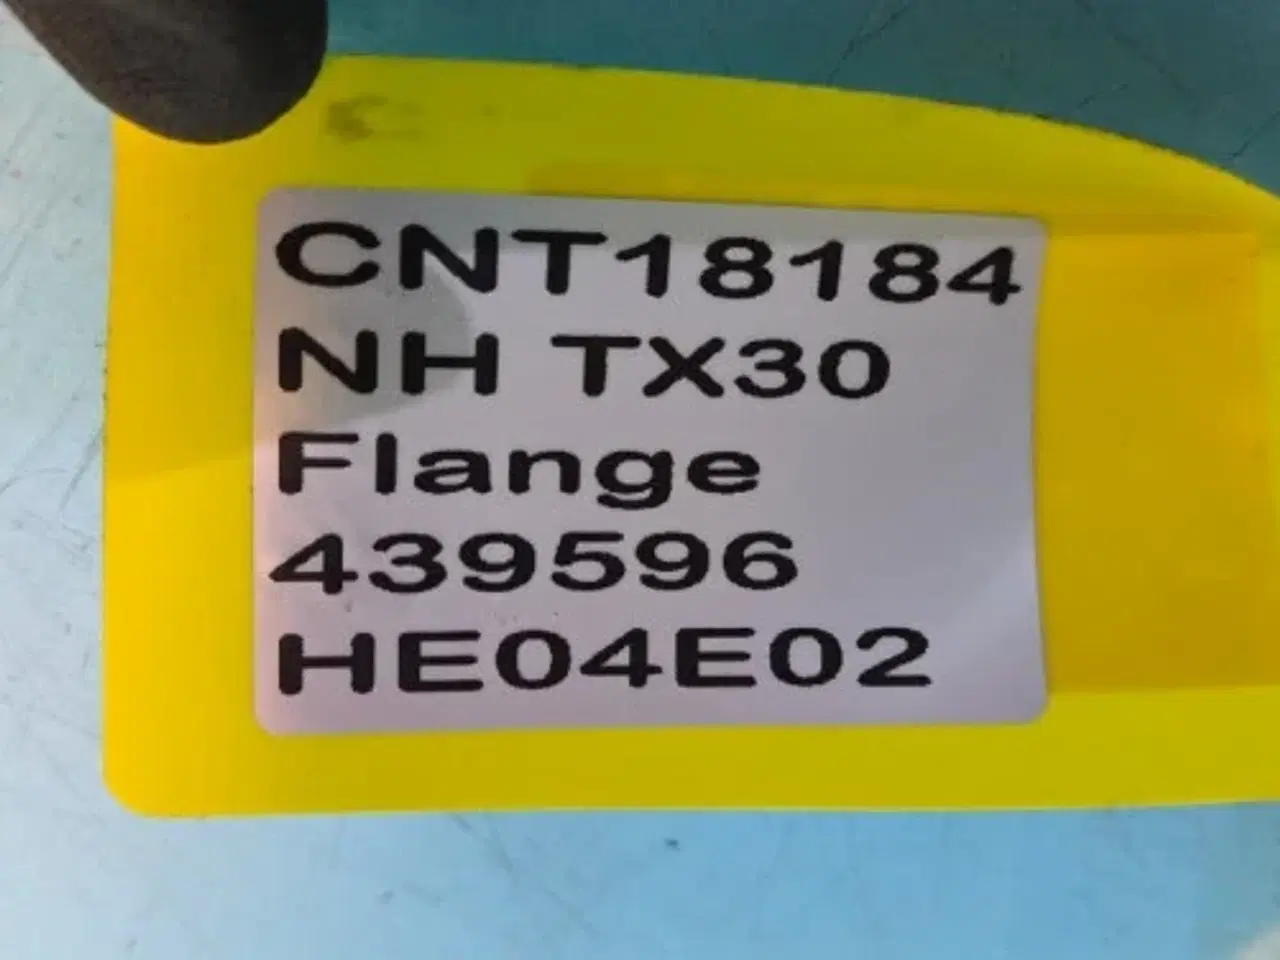 CNT18184
NH TX30
Flange
439596
HE04E02